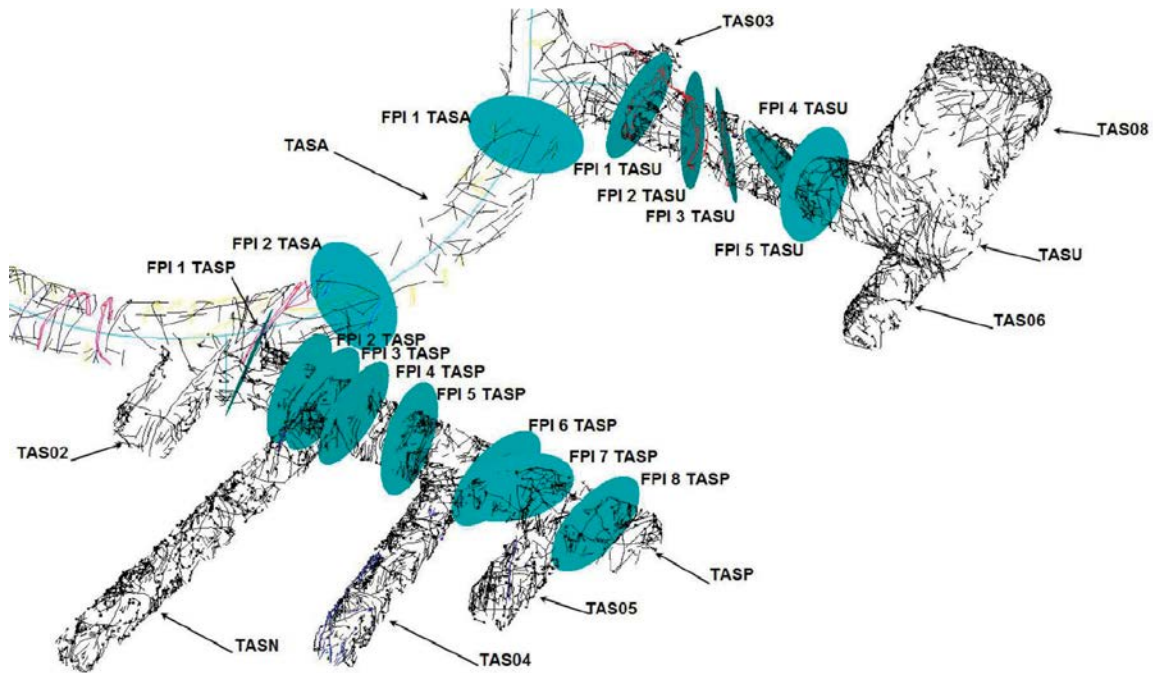 TAS03
FPI 1 TASA
FPI 4 TASU
TAS08
TASA
FPI 1 TASU
FPI 2 TASU
FPI 3 TASU
FPI 2 TASA
FPI 5 TASU
TASU
FPI 1 TASP
TAS06
FPI 2 TASP
FPI 3 TASP
FPI 4 TASP
FPI 5 TASP
FPI 6 TASP
TAS02
FPI 7 TASP
FPI 8 TASP
TASP
TAS05
TASN
TAS04